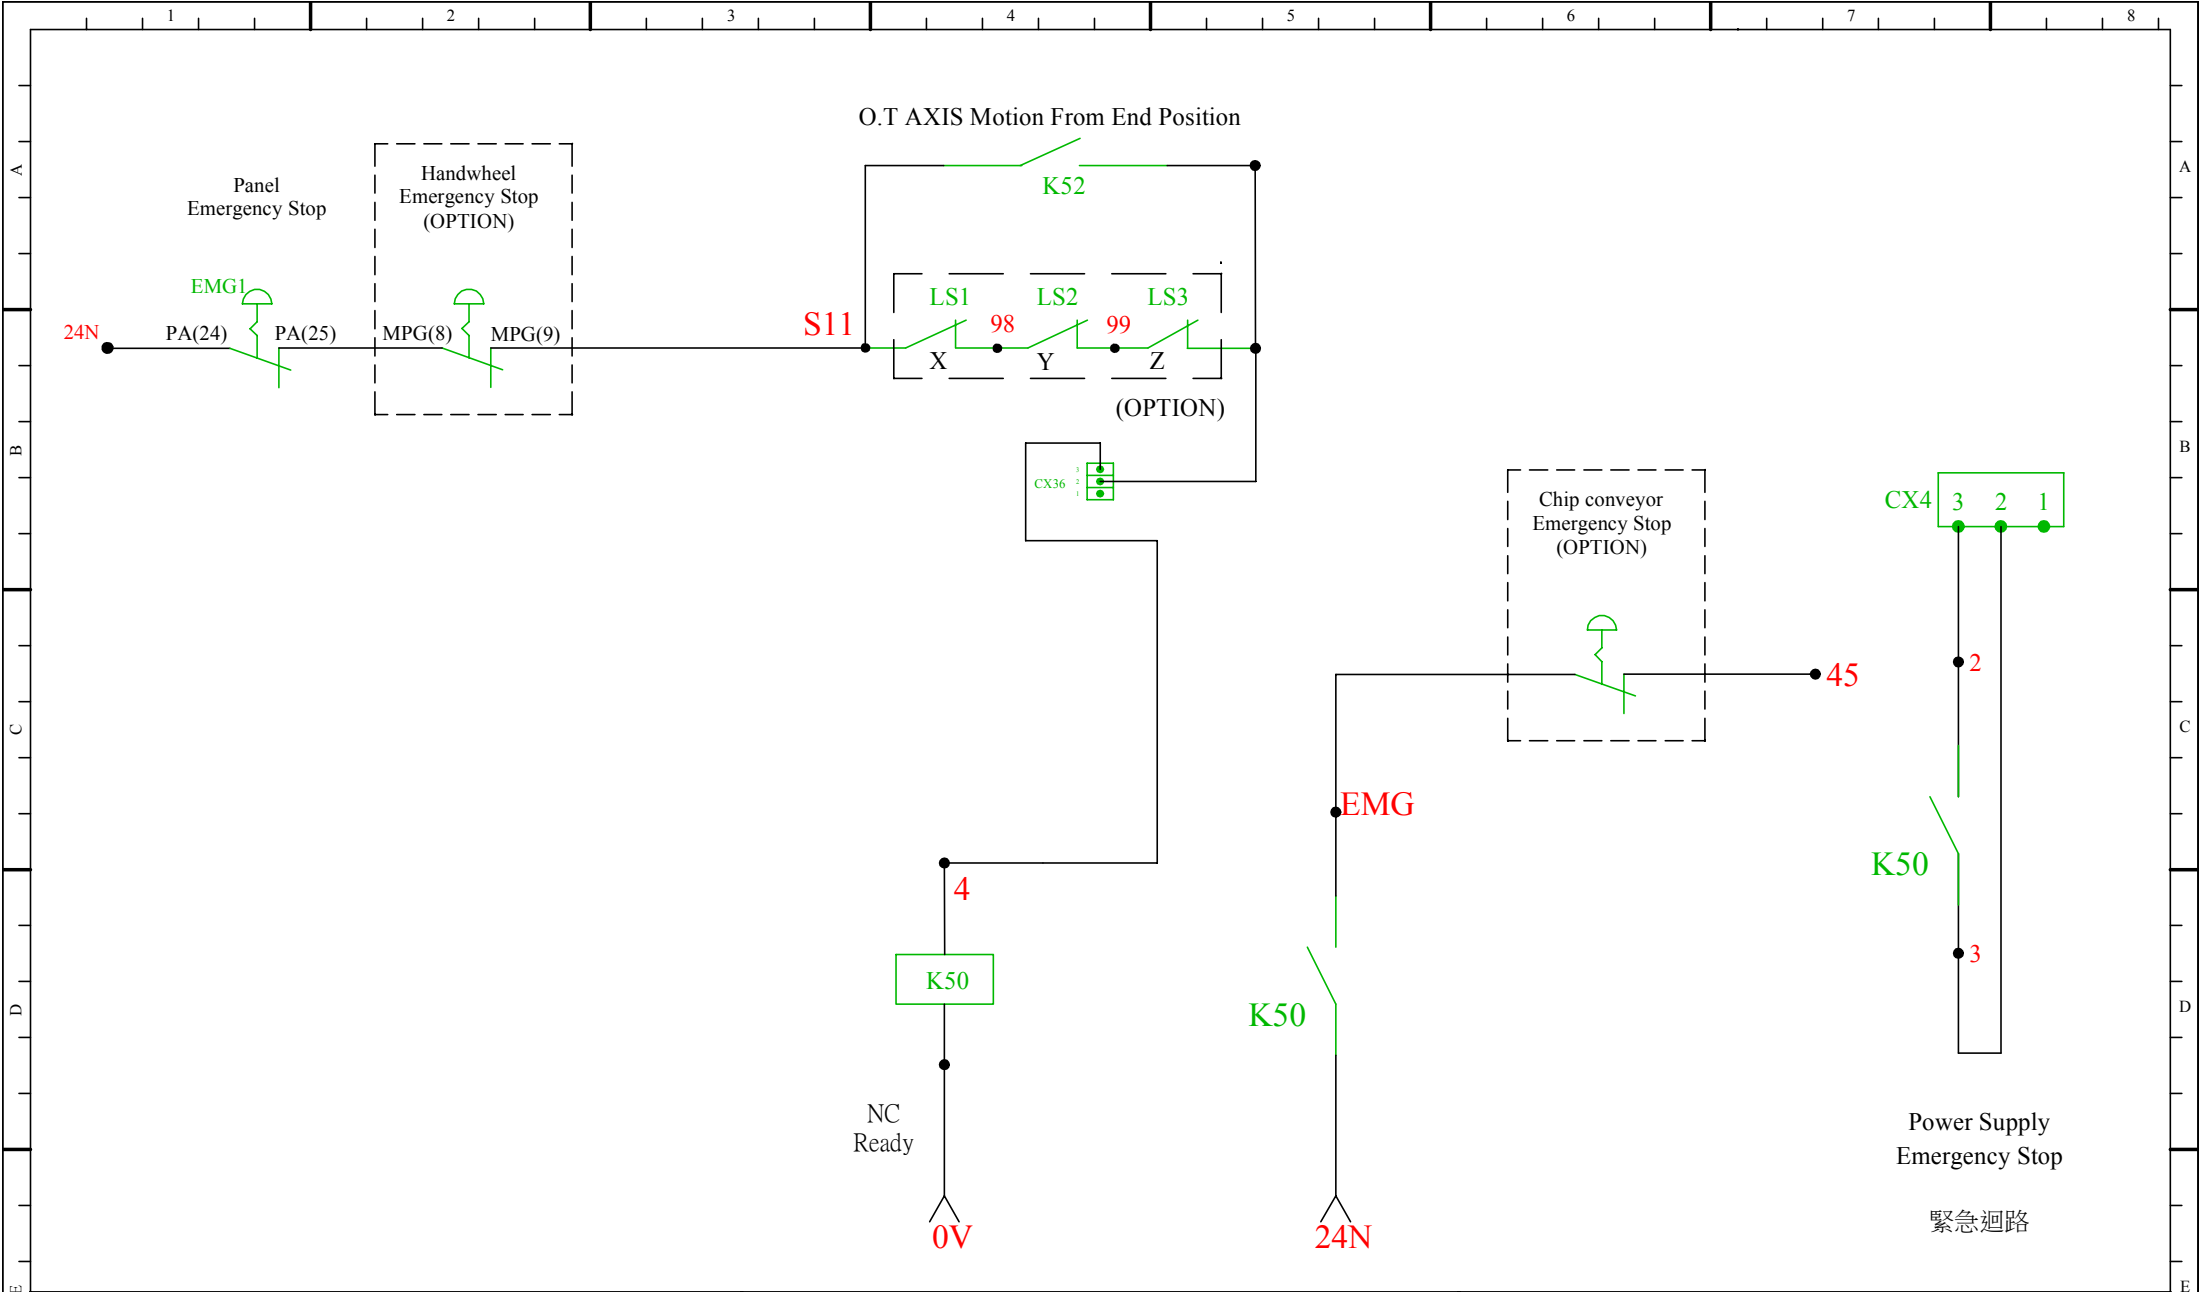 1 2 3 4 5 6 7 8
O.T AXIS Motion From End Position
A
A
K52
Panel
Emergency Stop
Handwheel
Emergency Stop
(OPTION)
EMG1
LS1 LS2 LS3
24N
PA(24) PA(25)
MPG(8) MPG(9)
S11
98
99
X Y Z
(OPTION)
B
B
CX36
3
2
1
Chip conveyor
Emergency Stop
(OPTION)
CX4 3 2 1
2
45
C
C
EMG
K50
4
3
K50
K50
D
D
NC
Ready
Power Supply
Emergency Stop
0V
24N
緊急迴路
E
E